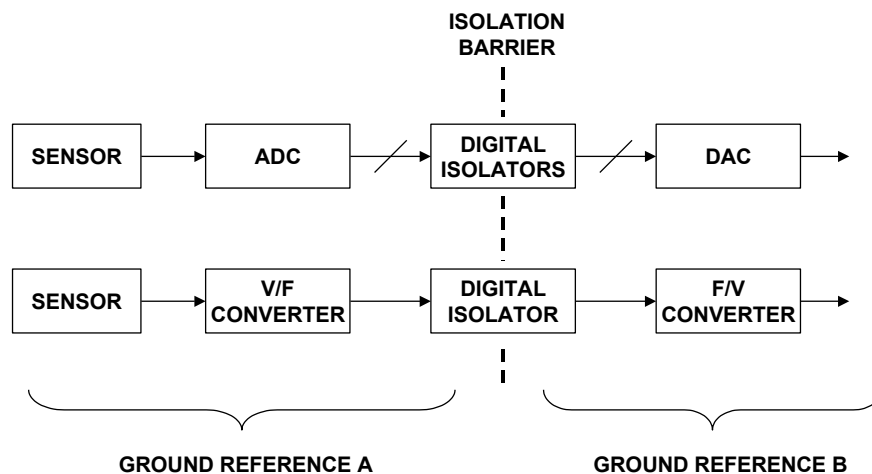 ISOLATION
BARRIER
SENSOR
ADC
DIGITAL
ISOLATORS
DAC
SENSOR
V/F
CONVERTER
DIGITAL
ISOLATOR
F/V
CONVERTER
GROUND REFERENCE A
GROUND REFERENCE B